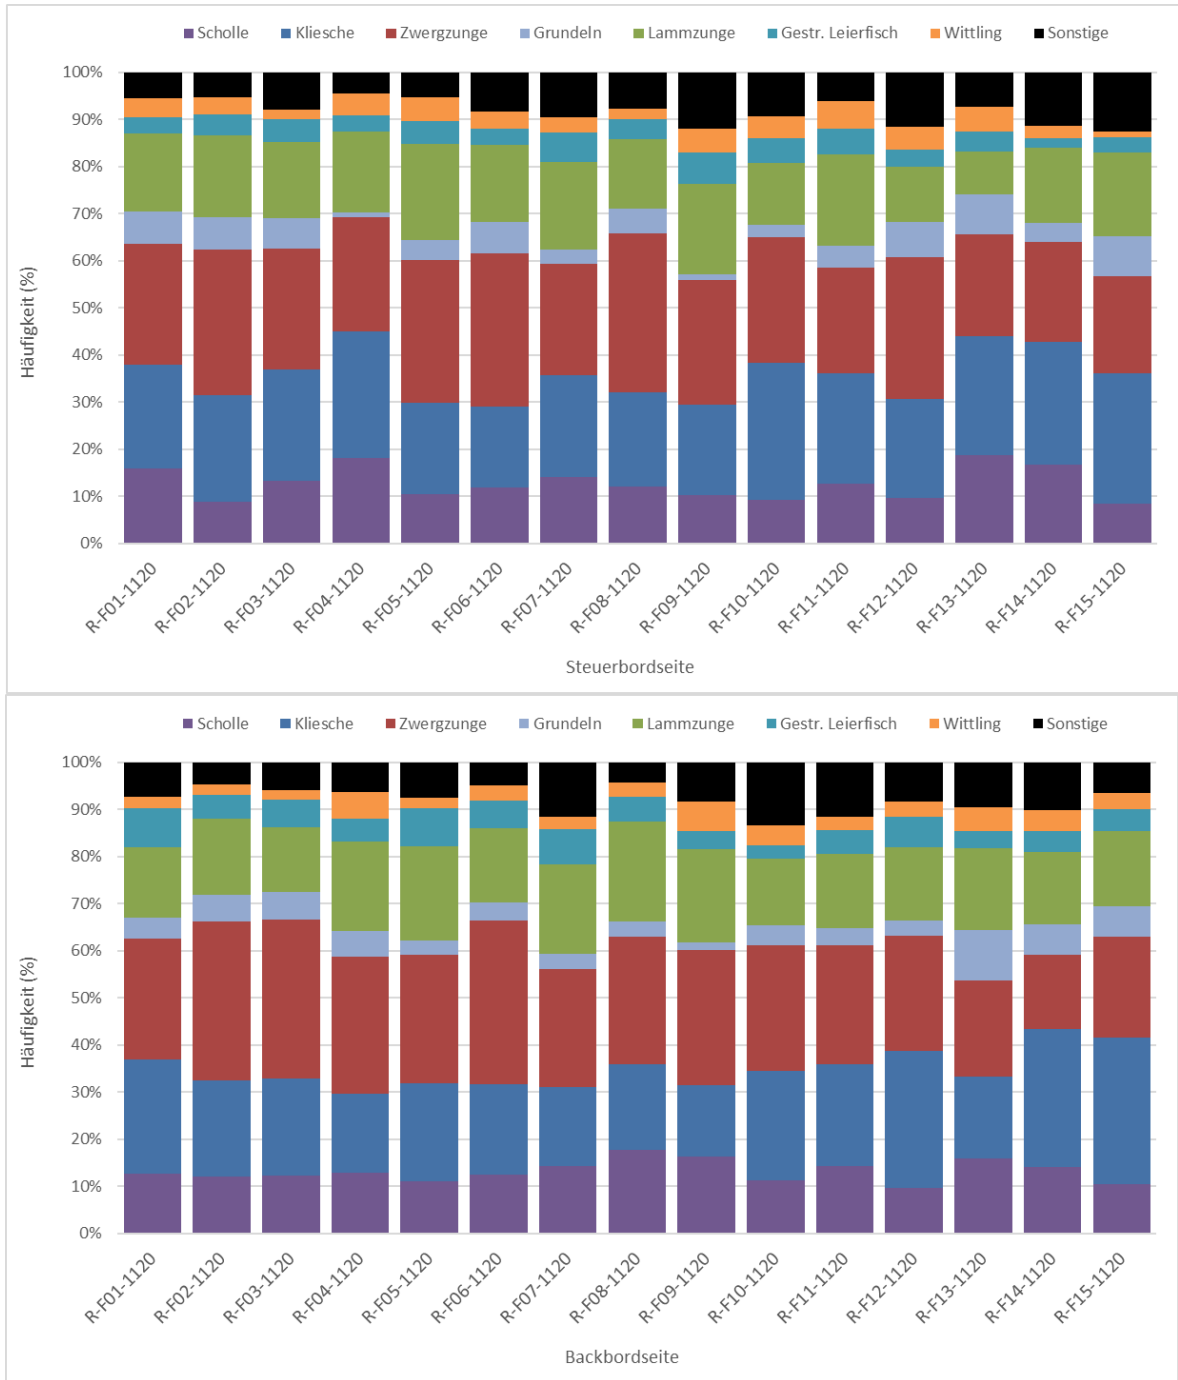 Scholle Kliesche Zwergzunge Grundeln Lammzunge Gestr. Leierfisch Wittling Sonstige
100%
90%
80%
70%
60%
50%
40%
30%
20%
10%
0%
Häufigkeit (%)
R-F01-1120 R-F02-1120 R-F03-1120 R-F04-1120 R-F05-1120 R-F06-1120 R-F07-1120 R-F08-1120 R-F09-1120 R-F10-1120 R-F11-1120 R-F12-1120 R-F13-1120 R-F14-1120 R-F15-1120
Steuerbordseite
Scholle Kliesche Zwergzunge Grundeln Lammzunge Gestr. Leierfisch Wittling Sonstige
100%
90%
80%
70%
60%
50%
40%
30%
20%
10%
0%
Häufigkeit (%)
R-F01-1120 R-F02-1120 R-F03-1120 R-F04-1120 R-F05-1120 R-F06-1120 R-F07-1120 R-F08-1120 R-F09-1120 R-F10-1120 R-F11-1120 R-F12-1120 R-F13-1120 R-F14-1120 R-F15-1120
Backbordseite